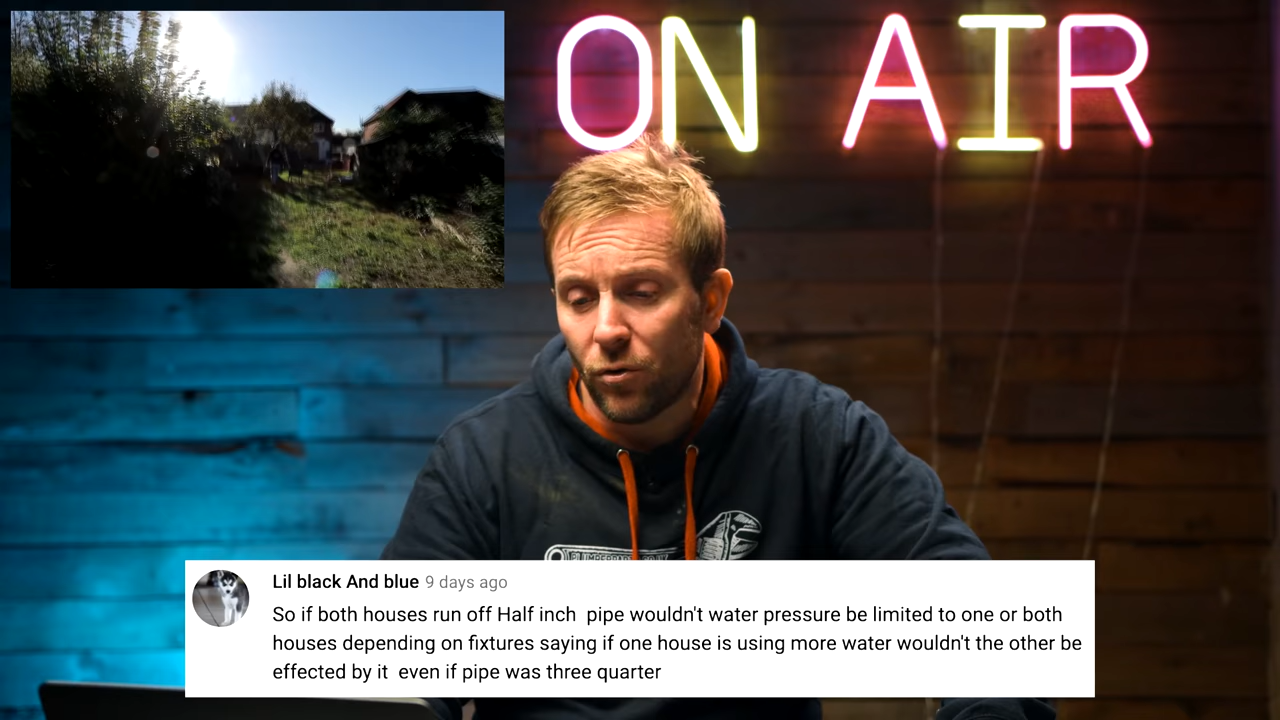 ON AIR
Lil black And blue 9 days ago
So if both houses run off Half inch  pipe wouldn't water pressure be limited to one or both
houses depending on fixtures saying if one house is using more water wouldn't the other be
effected by it  even if pipe was three quarter